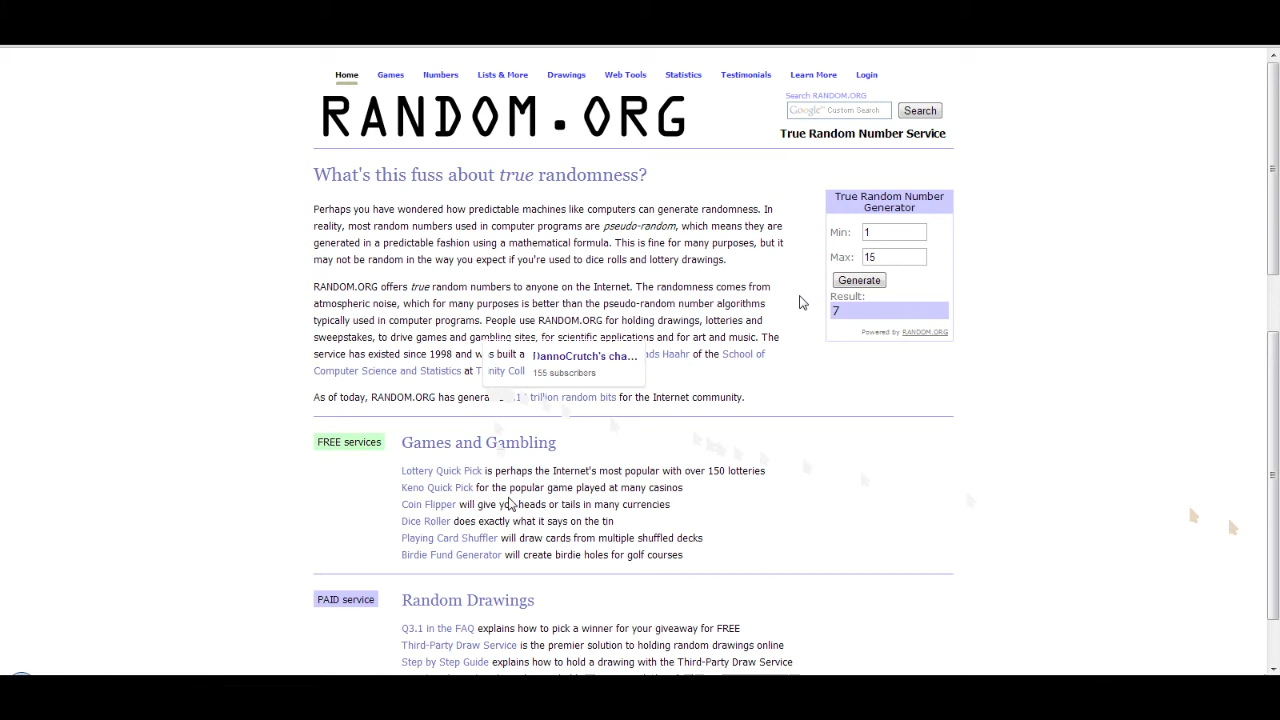 Home Games Numbers Lists & More Drawings Web Tools Statistics Testimonials Learn More Login
Search RANDOM.ORG
RANDOM.ORG
Google™ Custom Search Search
True Random Number Service
What's this fuss about true randomness?
Perhaps you have wondered how predictable machines like computers can generate randomness. In
reality, most random numbers used in computer programs are pseudo-random, which means they are
generated in a predictable fashion using a mathematical formula. This is fine for many purposes, but it
may not be random in the way you expect if you're used to dice rolls and lottery drawings.
RANDOM.ORG offers true random numbers to anyone on the Internet. The randomness comes from
atmospheric noise, which for many purposes is better than the pseudo-random number algorithms
typically used in computer programs. People use RANDOM.ORG for holding drawings, lotteries and
sweepstakes, to drive games and gambling sites, for scientific applications and for art and music. The
service has existed since 1998 and was built a ads Haahr of the School of
Computer Science and Statistics at Trinity Coll
DannoCrutch's cha...
155 subscribers
As of today, RANDOM.ORG has genera trillion random bits for the Internet community.
True Random Number
Generator
Min: 1
Max: 15
Generate
Result:
7
Powered by RANDOM.ORG
FREE services
Games and Gambling
Lottery Quick Pick is perhaps the Internet's most popular with over 150 lotteries
Keno Quick Pick for the popular game played at many casinos
Coin Flipper will give you heads or tails in many currencies
Dice Roller does exactly what it says on the tin
Playing Card Shuffler will draw cards from multiple shuffled decks
Birdie Fund Generator will create birdie holes for golf courses
PAID service
Random Drawings
Q3.1 in the FAQ explains how to pick a winner for your giveaway for FREE
Third-Party Draw Service is the premier solution to holding random drawings online
Step by Step Guide explains how to hold a drawing with the Third-Party Draw Service